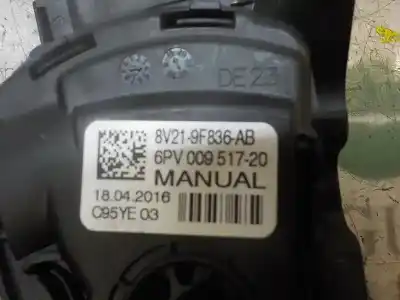 DE23
8V21-9F836-AB
6PV 009 517-20
MANUAL
18.04.2016
C95YE 03